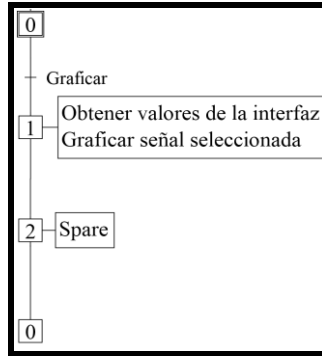 0
Graficar
1
Obtener valores de la interfaz
Graficar señal seleccionada
2
Spare
0